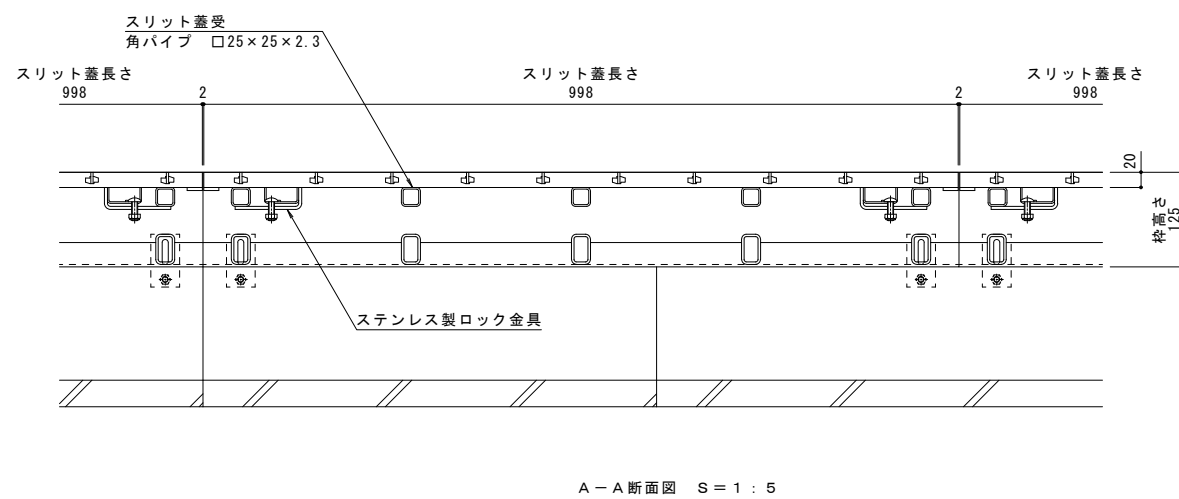 スリット蓋受
角パイプ □25×25×2.3
スリット蓋長さ
998
2
スリット蓋長さ
998
2
スリット蓋長さ
998
20
枠高さ
125
ステンレス製ロック金具
A-A断面図 S=1:5